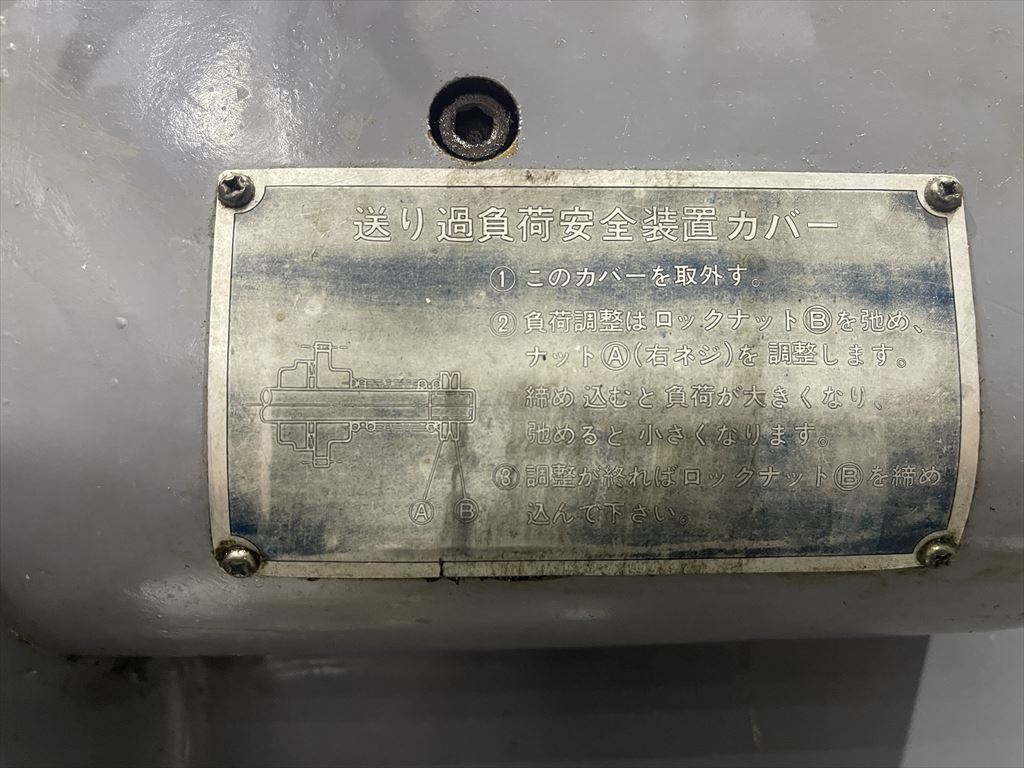 送り過負荷安全装置カバー
① このカバーを取外す。
② 負荷調整はロックナットⒷを弛め、
ナットⒶ(右ネジ)を調整します。
締め込むと負荷が大きくなり、
弛めると小さくなります。
③ 調整が終ればロックナットⒷを締め
込んで下さい。
Ⓐ Ⓑ